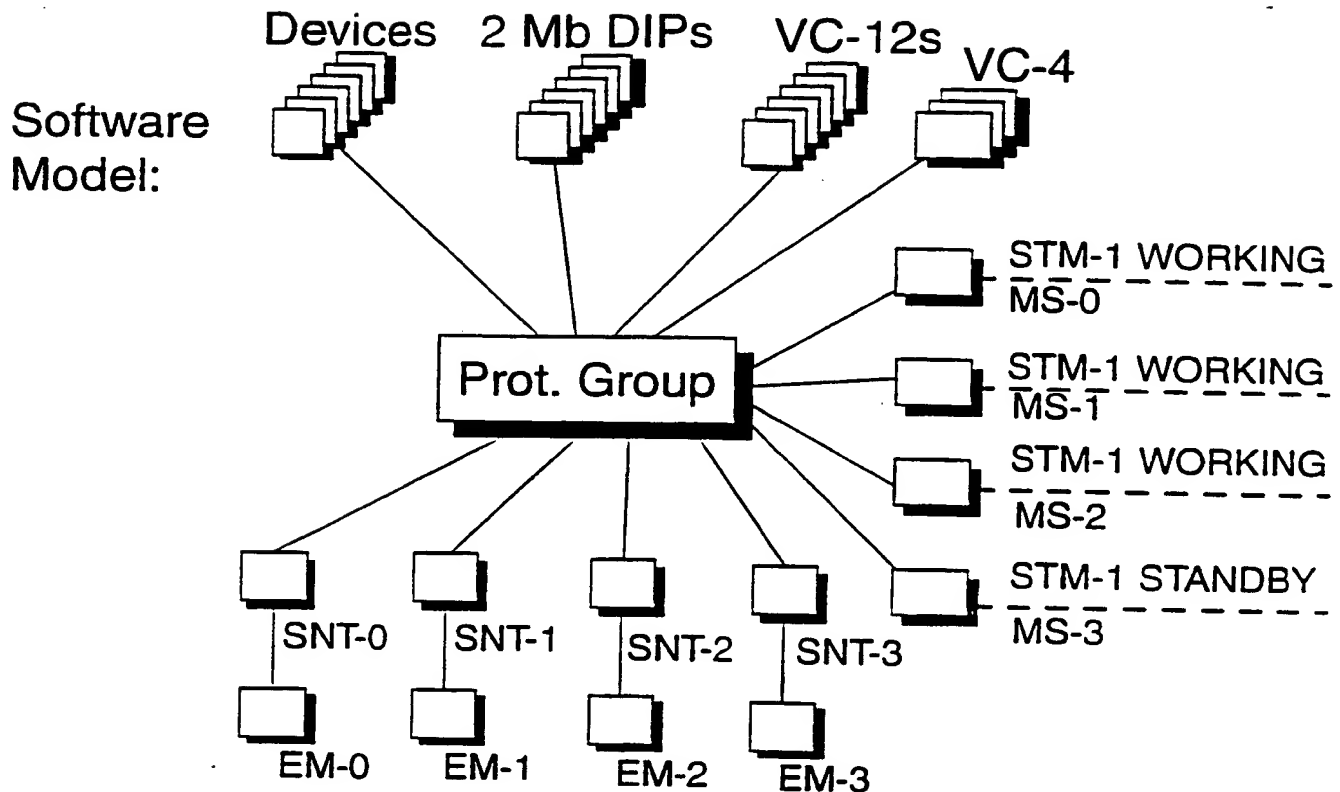 Devices
2 Mb DIPs
VC-12s
VC-4
Software
Model:
STM-1 WORKING
MS-0
Prot. Group
STM-1 WORKING
MS-1
STM-1 WORKING
MS-2
STM-1 STANDBY
MS-3
SNT-0
SNT-1
SNT-2
SNT-3
EM-0
EM-1
EM-2
EM-3